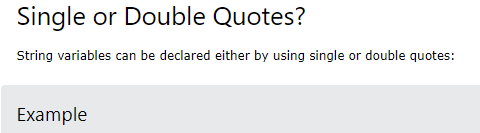 Single or Double Quotes?
String variables can be declared either by using single or double quotes:
Example